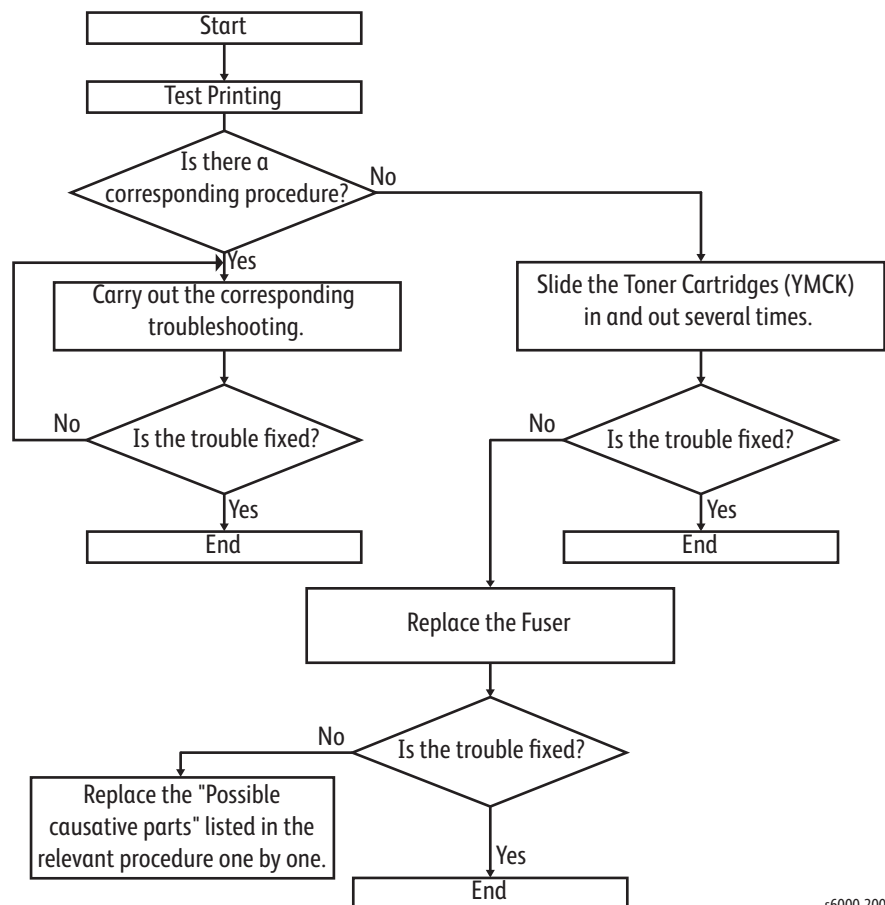 Start
Test Printing
Is there a
corresponding procedure?
No
Yes
Carry out the corresponding
troubleshooting.
Slide the Toner Cartridges (YMCK)
in and out several times.
No
Is the trouble fixed?
Yes
End
No
Is the trouble fixed?
Yes
End
Replace the Fuser
No
Is the trouble fixed?
Replace the "Possible
causative parts" listed in the
relevant procedure one by one.
Yes
End